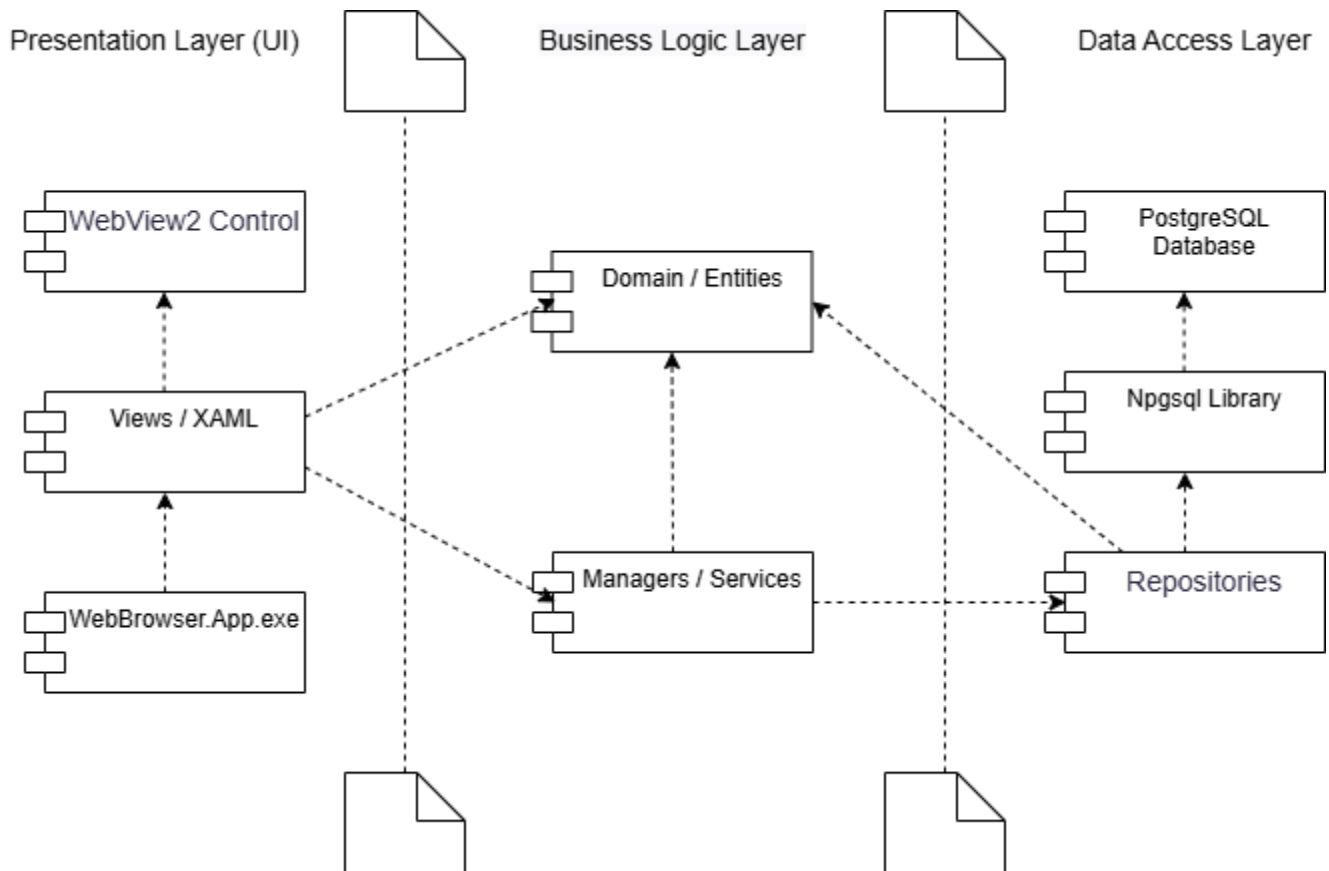 Presentation Layer (UI)
Business Logic Layer
Data Access Layer
WebView2 Control
PostgreSQL
Database
Domain / Entities
Views / XAML
Npgsql Library
Managers / Services
Repositories
WebBrowser.App.exe